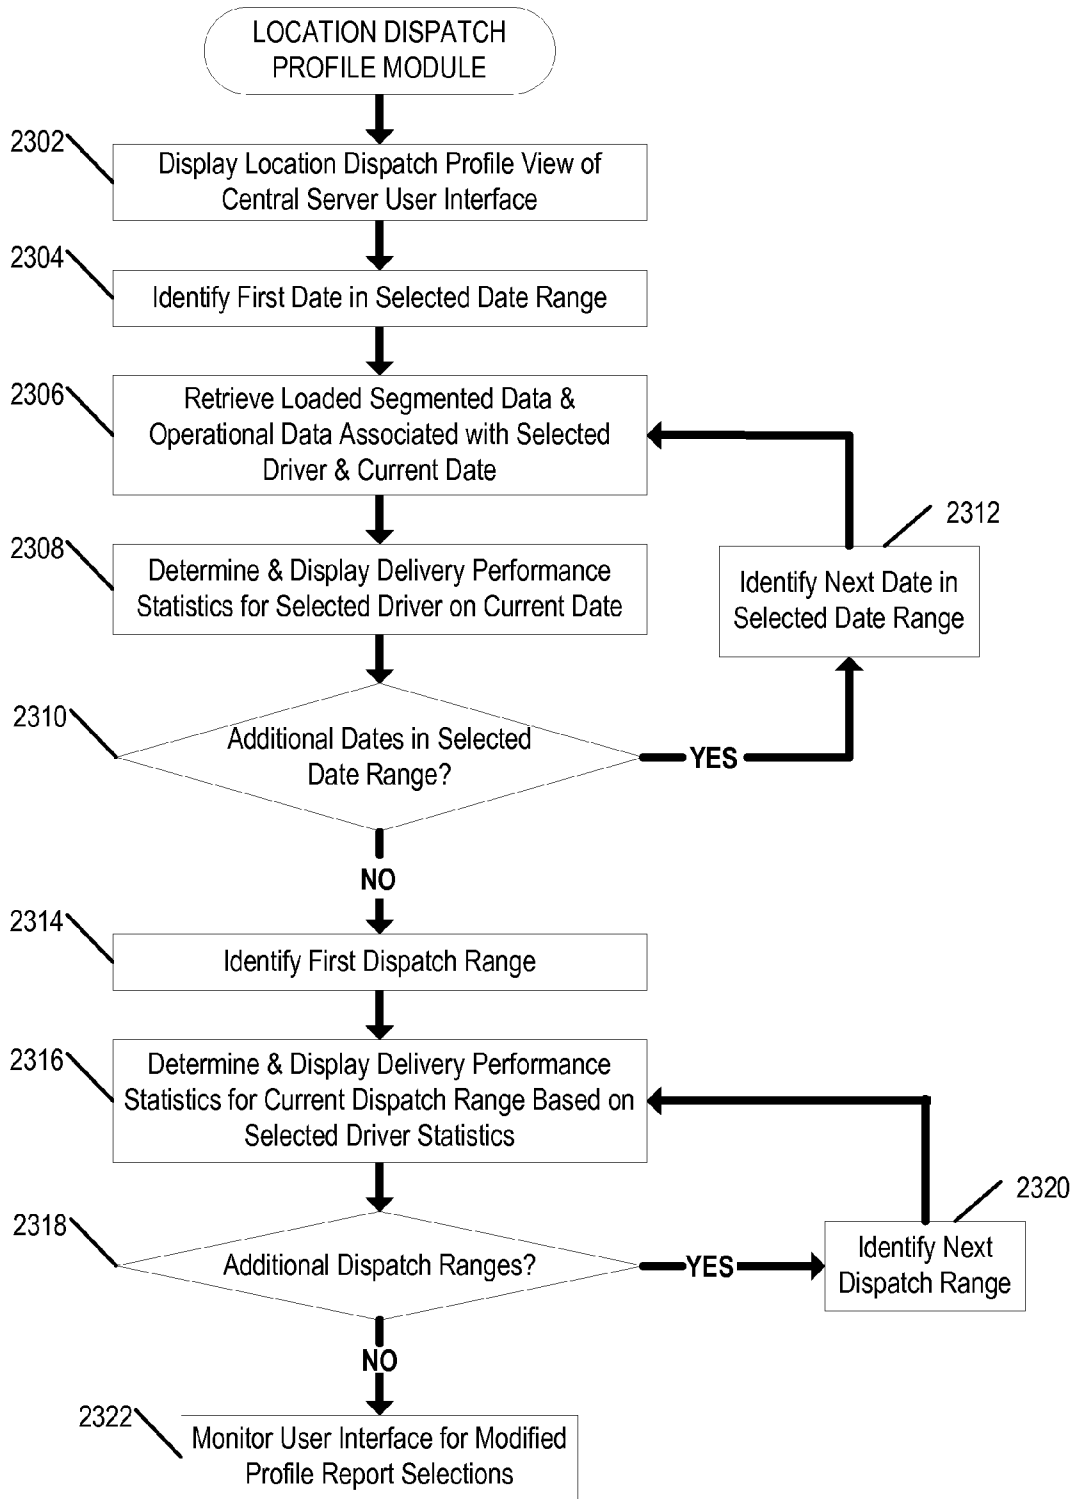 LOCATION DISPATCH
PROFILE MODULE
2302
Display Location Dispatch Profile View of
Central Server User Interface
2304
Identify First Date in Selected Date Range
2306
Retrieve Loaded Segmented Data &
Operational Data Associated with Selected
Driver & Current Date
2308
Determine & Display Delivery Performance
Statistics for Selected Driver on Current Date
2312
Identify Next Date in
Selected Date Range
2310
Additional Dates in Selected
Date Range?
YES
NO
2314
Identify First Dispatch Range
2316
Determine & Display Delivery Performance
Statistics for Current Dispatch Range Based on
Selected Driver Statistics
2318
Additional Dispatch Ranges?
YES
2320
Identify Next
Dispatch Range
NO
2322
Monitor User Interface for Modified
Profile Report Selections